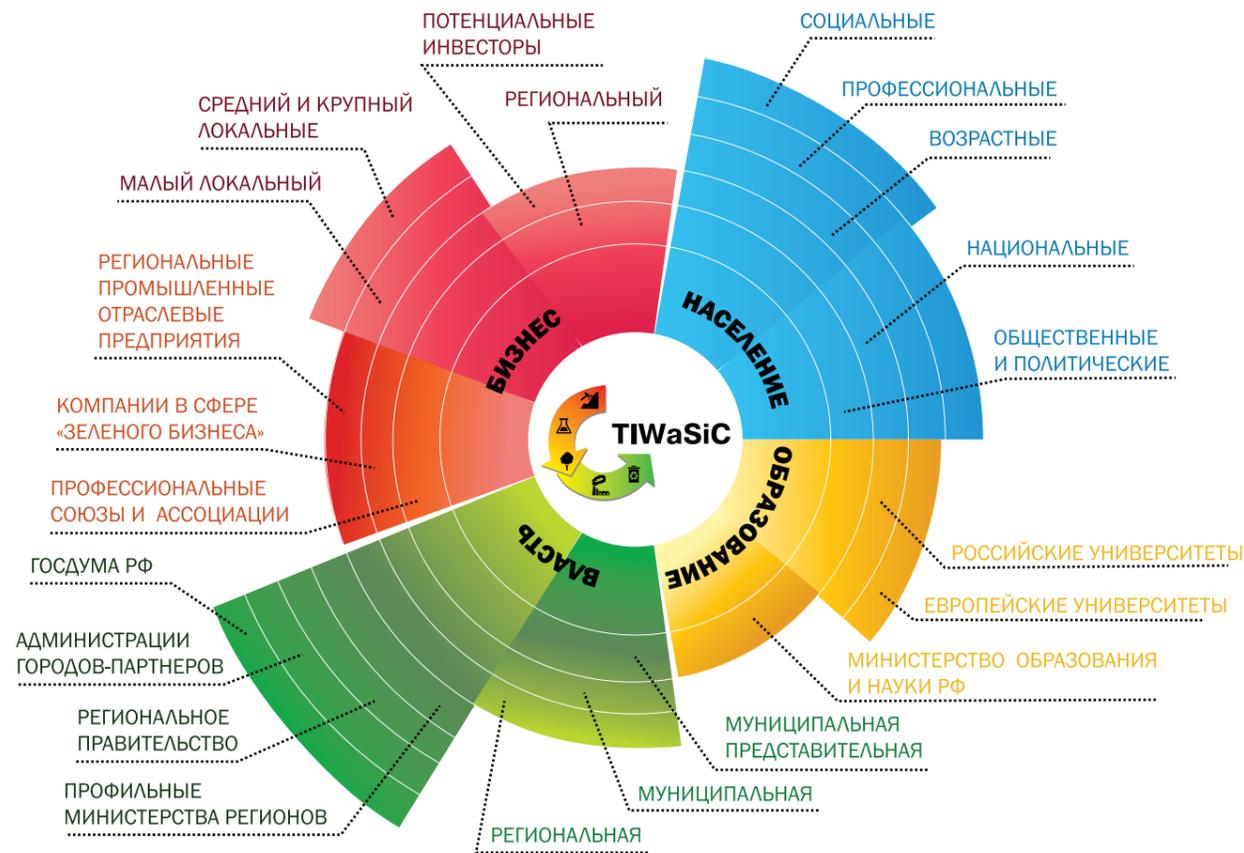 ПОТЕНЦИАЛЬНЫЕ
ИНВЕСТОРЫ
РЕГИОНАЛЬНЫЙ
СРЕДНИЙ И КРУПНЫЙ
ЛОКАЛЬНЫЕ
МАЛЫЙ ЛОКАЛЬНЫЙ
РЕГИОНАЛЬНЫЕ
ПРОМЫШЛЕННЫЕ
ОТРАСЛЕВЫЕ
ПРЕДПРИЯТИЯ
КОМПАНИИ В СФЕРЕ
«ЗЕЛЕНОГО БИЗНЕСА»
ПРОФЕССИОНАЛЬНЫЕ
СОЮЗЫ И АССОЦИАЦИИ
ГОСДУМА РФ
АДМИНИСТРАЦИИ
ГОРОДОВ-ПАРТНЕРОВ
РЕГИОНАЛЬНОЕ
ПРАВИТЕЛЬСТВО
ПРОФИЛЬНЫЕ
МИНИСТЕРСТВА РЕГИОНОВ
СОЦИАЛЬНЫЕ
ПРОФЕССИОНАЛЬНЫЕ
ВОЗРАСТНЫЕ
НАЦИОНАЛЬНЫЕ
ОБЩЕСТВЕННЫЕ
И ПОЛИТИЧЕСКИЕ
РОССИЙСКИЕ УНИВЕРСИТЕТЫ
ЕВРОПЕЙСКИЕ УНИВЕРСИТЕТЫ
МИНИСТЕРСТВО ОБРАЗОВАНИЯ
И НАУКИ РФ
МУНИЦИПАЛЬНАЯ
ПРЕДСТАВИТЕЛЬНАЯ
МУНИЦИПАЛЬНАЯ
РЕГИОНАЛЬНАЯ
БИЗНЕС
НАСЕЛЕНИЕ
ОБРАЗОВАНИЕ
ВЛАСТЬ
TIWaSiC